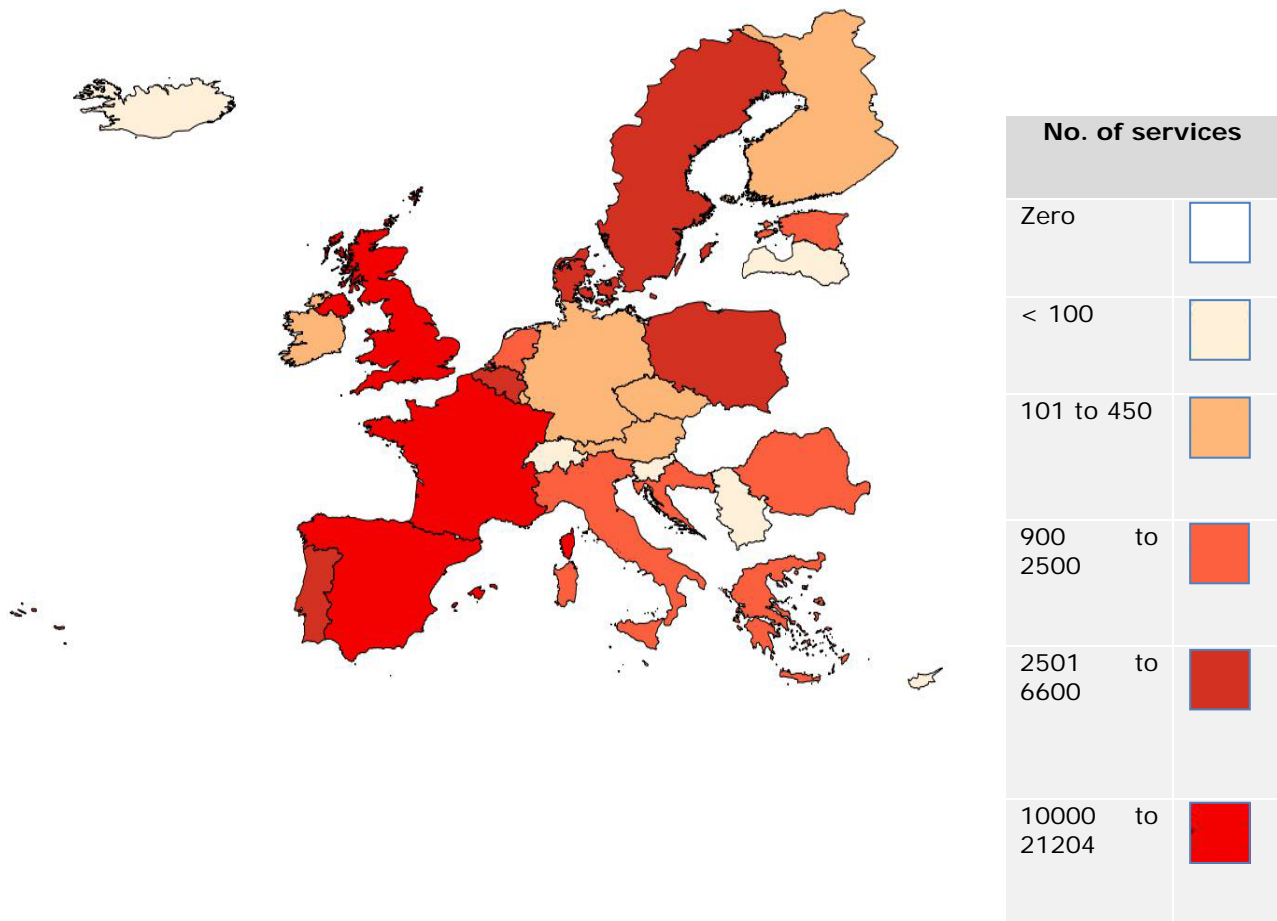 No. of services
Zero
< 100
101 to 450
900 to
2500
2501 to
6600
10000 to
21204